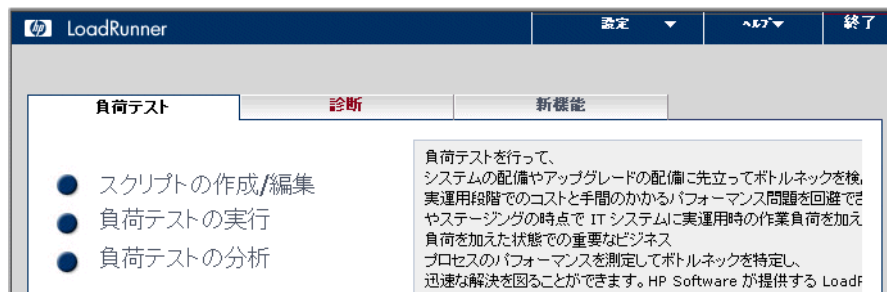 hp LoadRunner
設定 ▼
ヘルプ▼
終了
負荷テスト
診断
新機能
スクリプトの作成/編集
負荷テストの実行
負荷テストの分析
負荷テストを行って、
システムの配備やアップグレードの配備に先立ってボトルネックを検
実運用段階でのコストと手間のかかるパフォーマンス問題を回避でき
やステージングの時点で IT システムに実運用時の作業負荷を加え
負荷を加えた状態での重要なビジネス
プロセスのパフォーマンスを測定してボトルネックを特定し、
迅速な解決を図ることができます。HP Software が提供する LoadR